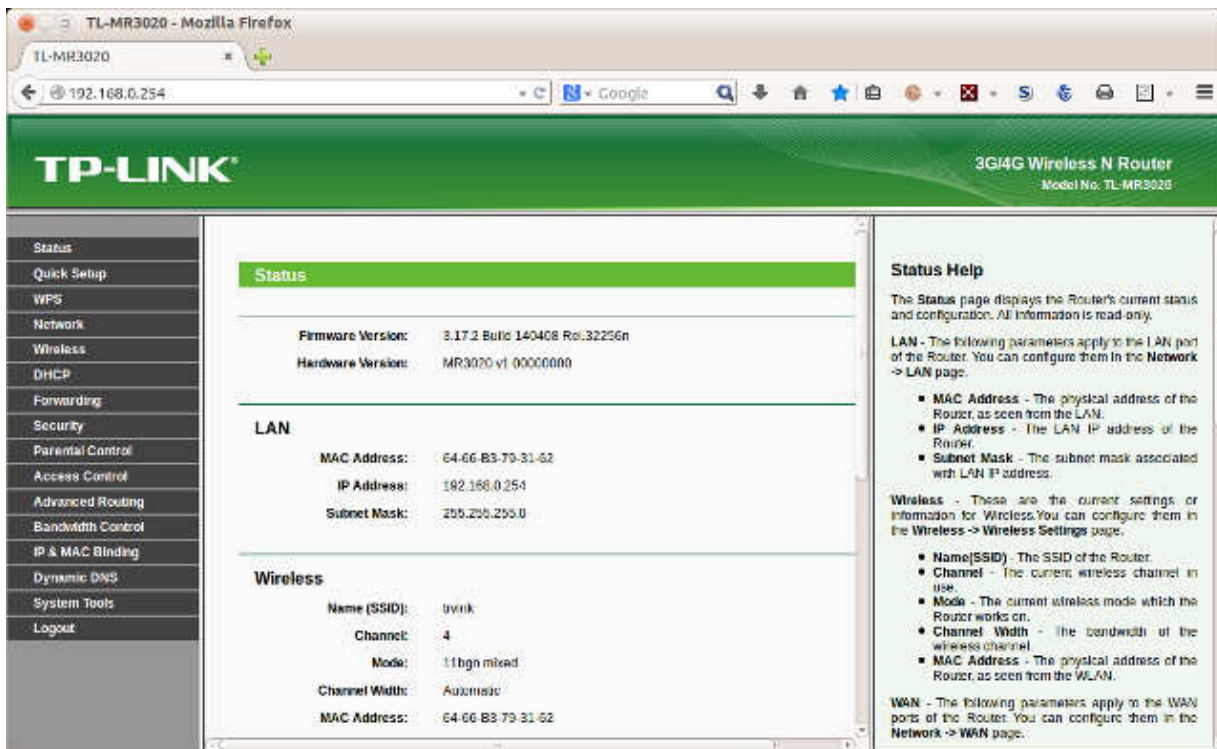 TL-MR3020 - Mozilla Firefox
TL-MR3020
192.168.0.254
Google
TP-LINK®
3G/4G Wireless N Router
Model No. TL-MR3020
Status
Quick Setup
WPS
Network
Wireless
DHCP
Forwarding
Security
Parental Control
Access Control
Advanced Routing
Bandwidth Control
IP & MAC Binding
Dynamic DNS
System Tools
Logout
Status
Firmware Version: 3.17.2 Build 140408 Rel.32256n
Hardware Version: MR3020 v1 00000000
LAN
MAC Address: 64-66-B3-79-31-62
IP Address: 192.168.0.254
Subnet Mask: 255.255.255.0
Wireless
Name (SSID):
Channel: 4
Mode: 11bgn mixed
Channel Width: Automatic
MAC Address: 64-66-B3-79-31-62
Status Help
The Status page displays the Router's current status
and configuration. All information is read-only.
LAN - The following parameters apply to the LAN port
of the Router. You can configure them in the Network
-> LAN page.
MAC Address - The physical address of the
Router, as seen from the LAN.
IP Address - The LAN IP address of the
Router.
Subnet Mask - The subnet mask associated
with LAN IP address.
Wireless - These are the current settings or
information for Wireless.You can configure them in
the Wireless -> Wireless Settings page.
Name(SSID) - The SSID of the Router.
Channel - The current wireless channel in
use.
Mode - The current wireless mode which the
Router works on.
Channel Width - The bandwidth of the
wireless channel.
MAC Address - The physical address of the
Router, as seen from the WLAN.
WAN - The following parameters apply to the WAN
ports of the Router. You can configure them in the
Network -> WAN page.